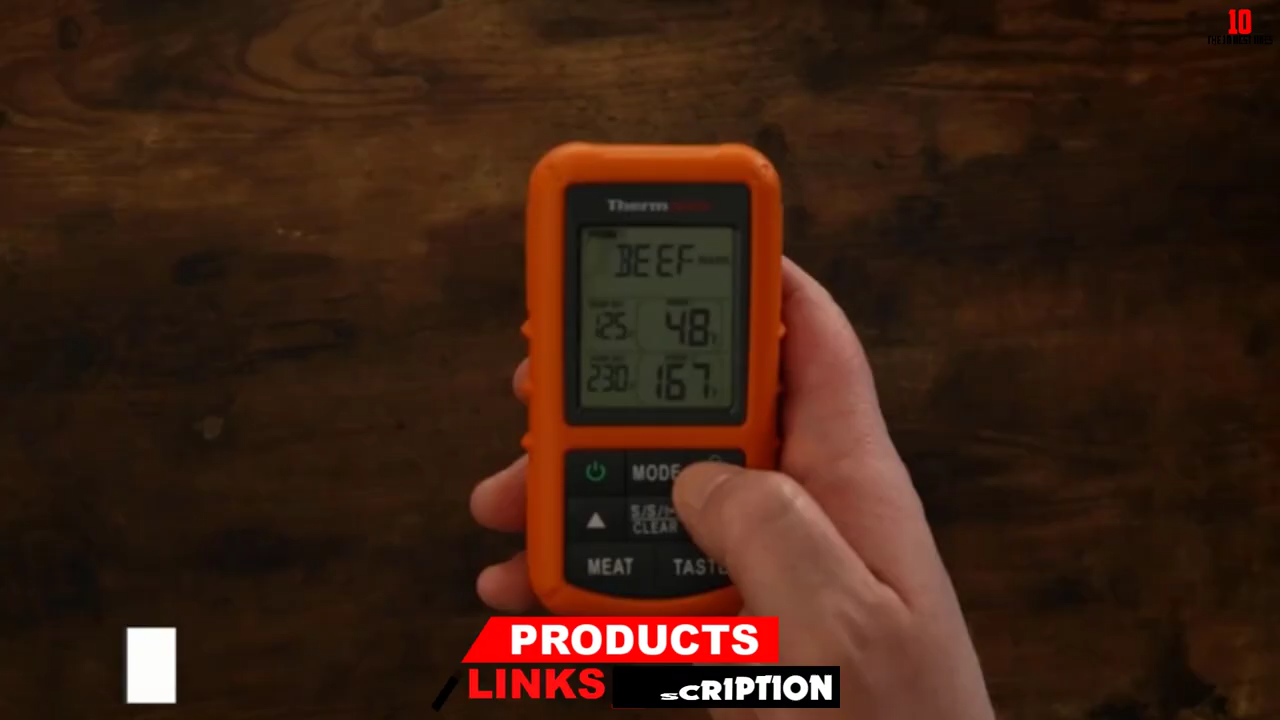 10
Therm
BEEF
125 48
230 167
MODE
S/S/
CLEAR
MEAT TASTE
PRODUCTS
LINKS SCRIPTION